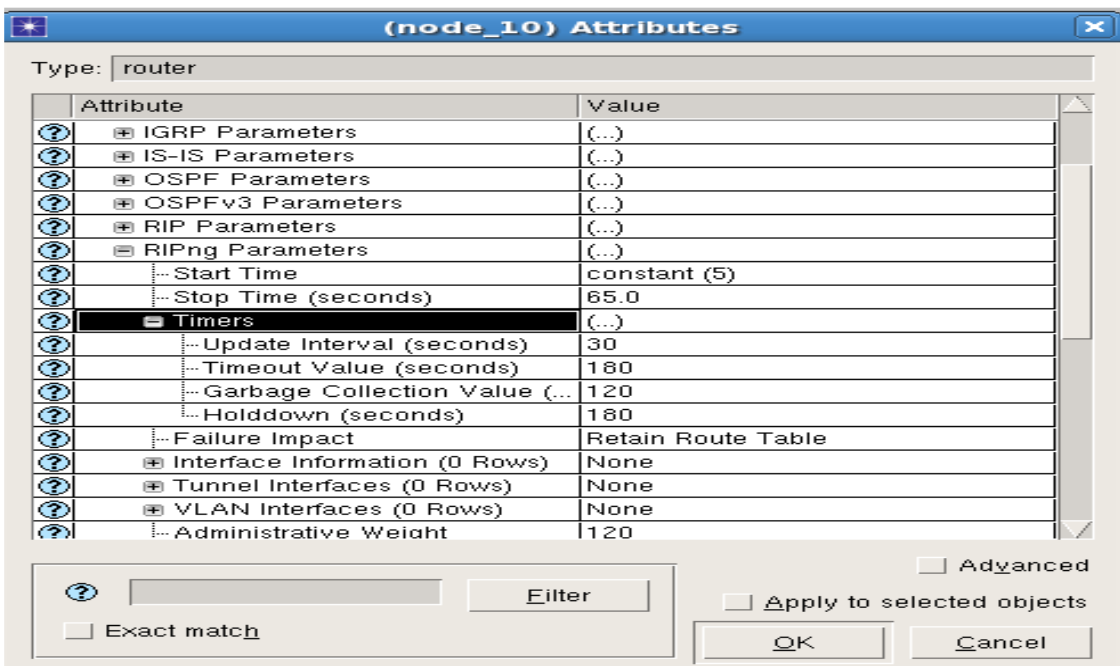 (node_10) Attributes
Type: router
Attribute Value
IGRP Parameters (...)
IS-IS Parameters (...)
OSPF Parameters (...)
OSPFv3 Parameters (...)
RIP Parameters (...)
RIPng Parameters (...)
Start Time constant (5)
Stop Time (seconds) 65.0
Timers (...)
Update Interval (seconds) 30
Timeout Value (seconds) 180
Garbage Collection Value (... 120
Holddown (seconds) 180
Failure Impact Retain Route Table
Interface Information (0 Rows) None
Tunnel Interfaces (0 Rows) None
VLAN Interfaces (0 Rows) None
Administrative Weight 120
Advanced
Filter
Apply to selected objects
Exact match
OK Cancel